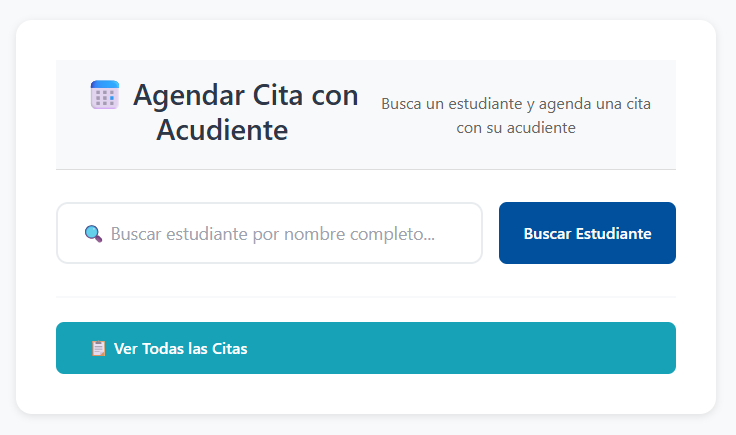 Agendar Cita con
Acudiente
Busca un estudiante y agenda una cita
con su acudiente
Buscar estudiante por nombre completo...
Buscar Estudiante
Ver Todas las Citas